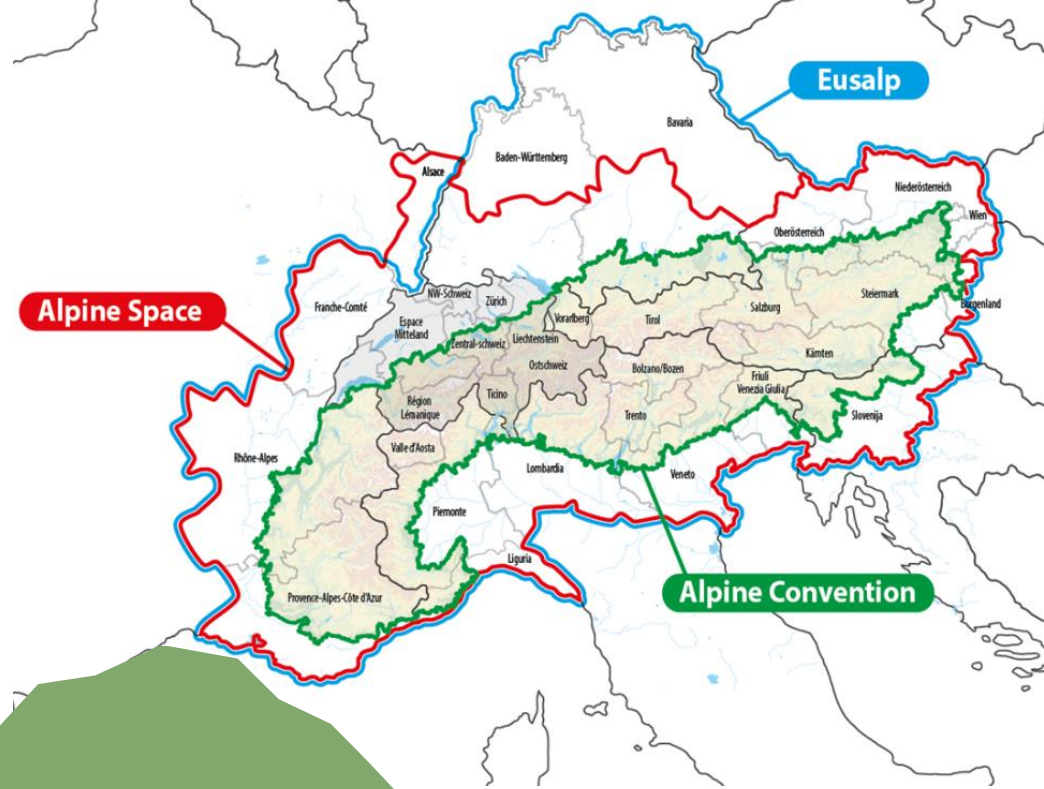 Eusalp
Bavaria
Baden-Württemberg
Alsace
Niederösterreich
Wien
Oberösterreich
Alpine Space
Franche-Comté
NW-Schweiz
Zürich
Espace
Mitteland
Steiermark
Burgenland
Salzburg
Vorarlberg
Tirol
Zentral-schweiz
Liechtenstein
Ostschweiz
Kärnten
Bolzano/Bozen
Friuli
Venezia Giulia
Région
Lémanique
Ticino
Trento
Slovenija
Valle d'Aosta
Rhône-Alpes
Lombardia
Veneto
Piemonte
Liguria
Provence-Alpes-Côte d'Azur
Alpine Convention